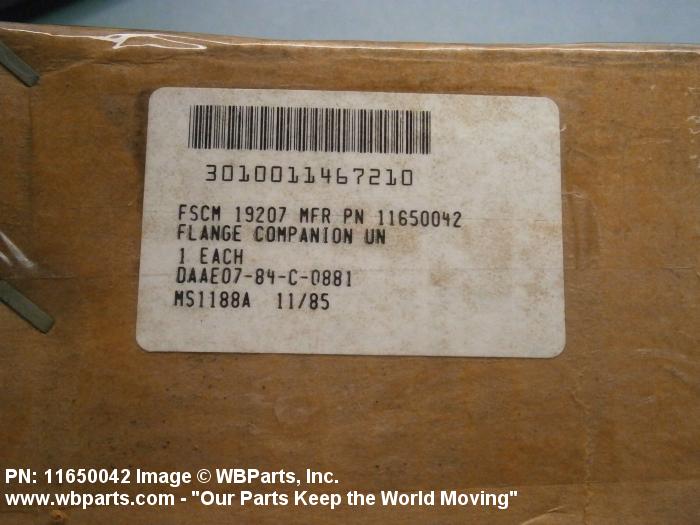 3010011467210
FSCM 19207 MFR PN 11650042
FLANGE COMPANION UN
1 EACH
DAAE07-84-C-0881
MS1188A 11/85
PN: 11650042 Image © WBParts, Inc.
www.wbparts.com - "Our Parts Keep the World Moving"